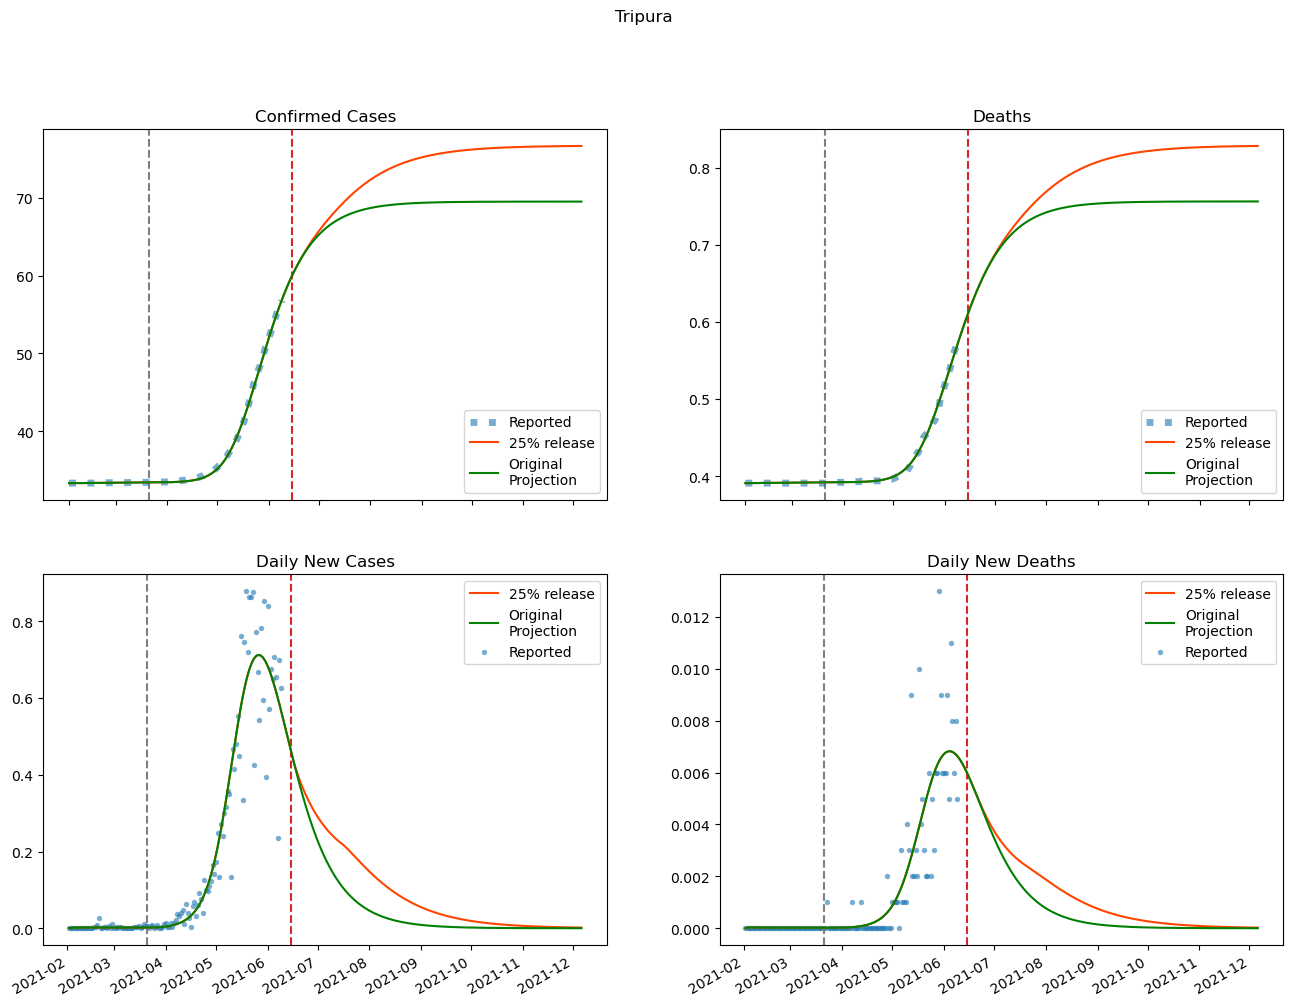 Tripura
Confirmed Cases
70
60
50
40
Reported
25% release
Original
Projection
Deaths
0.8
0.7
0.6
0.5
0.4
Reported
25% release
Original
Projection
Daily New Cases
0.8
0.6
0.4
0.2
0.0
25% release
Original
Projection
Reported
2021-02
2021-03
2021-04
2021-05
2021-06
2021-07
2021-08
2021-09
2021-10
2021-11
2021-12
Daily New Deaths
0.012
0.010
0.008
0.006
0.004
0.002
0.000
25% release
Original
Projection
Reported
2021-02
2021-03
2021-04
2021-05
2021-06
2021-07
2021-08
2021-09
2021-10
2021-11
2021-12